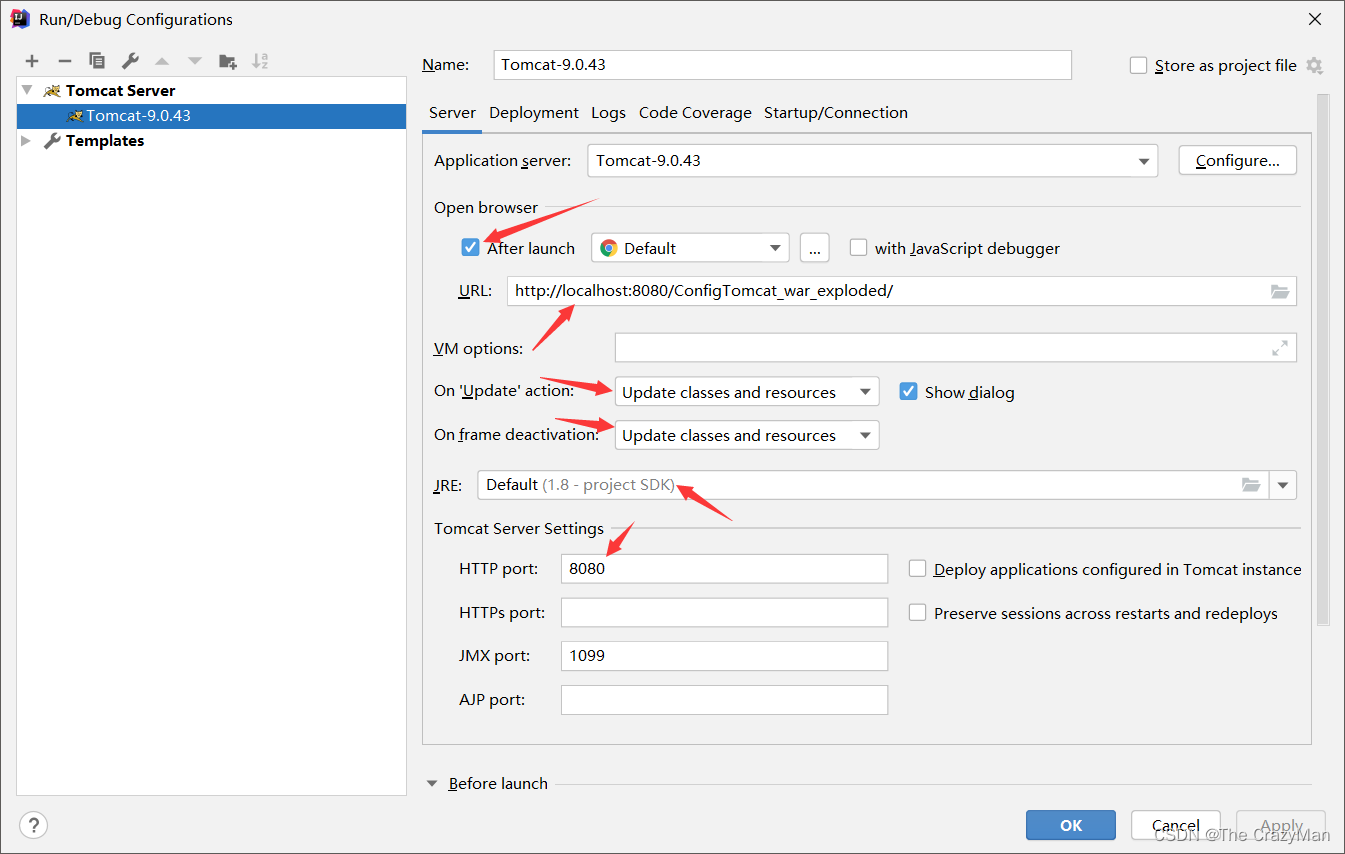 Run/Debug Configurations
Name: Tomcat-9.0.43 Store as project file
Tomcat Server
Tomcat-9.0.43
Templates
Server Deployment Logs Code Coverage Startup/Connection
Application server: Tomcat-9.0.43 Configure...
Open browser
After launch Default ... with JavaScript debugger
URL: http://localhost:8080/ConfigTomcat_war_exploded/
VM options:
On 'Update' action: Update classes and resources Show dialog
On frame deactivation: Update classes and resources
JRE: Default (1.8 - project SDK)
Tomcat Server Settings
HTTP port: 8080 Deploy applications configured in Tomcat instance
HTTPs port: Preserve sessions across restarts and redeploys
JMX port: 1099
AJP port:
Before launch
? OK Cancel Apply
CSDN @The CrazyMan